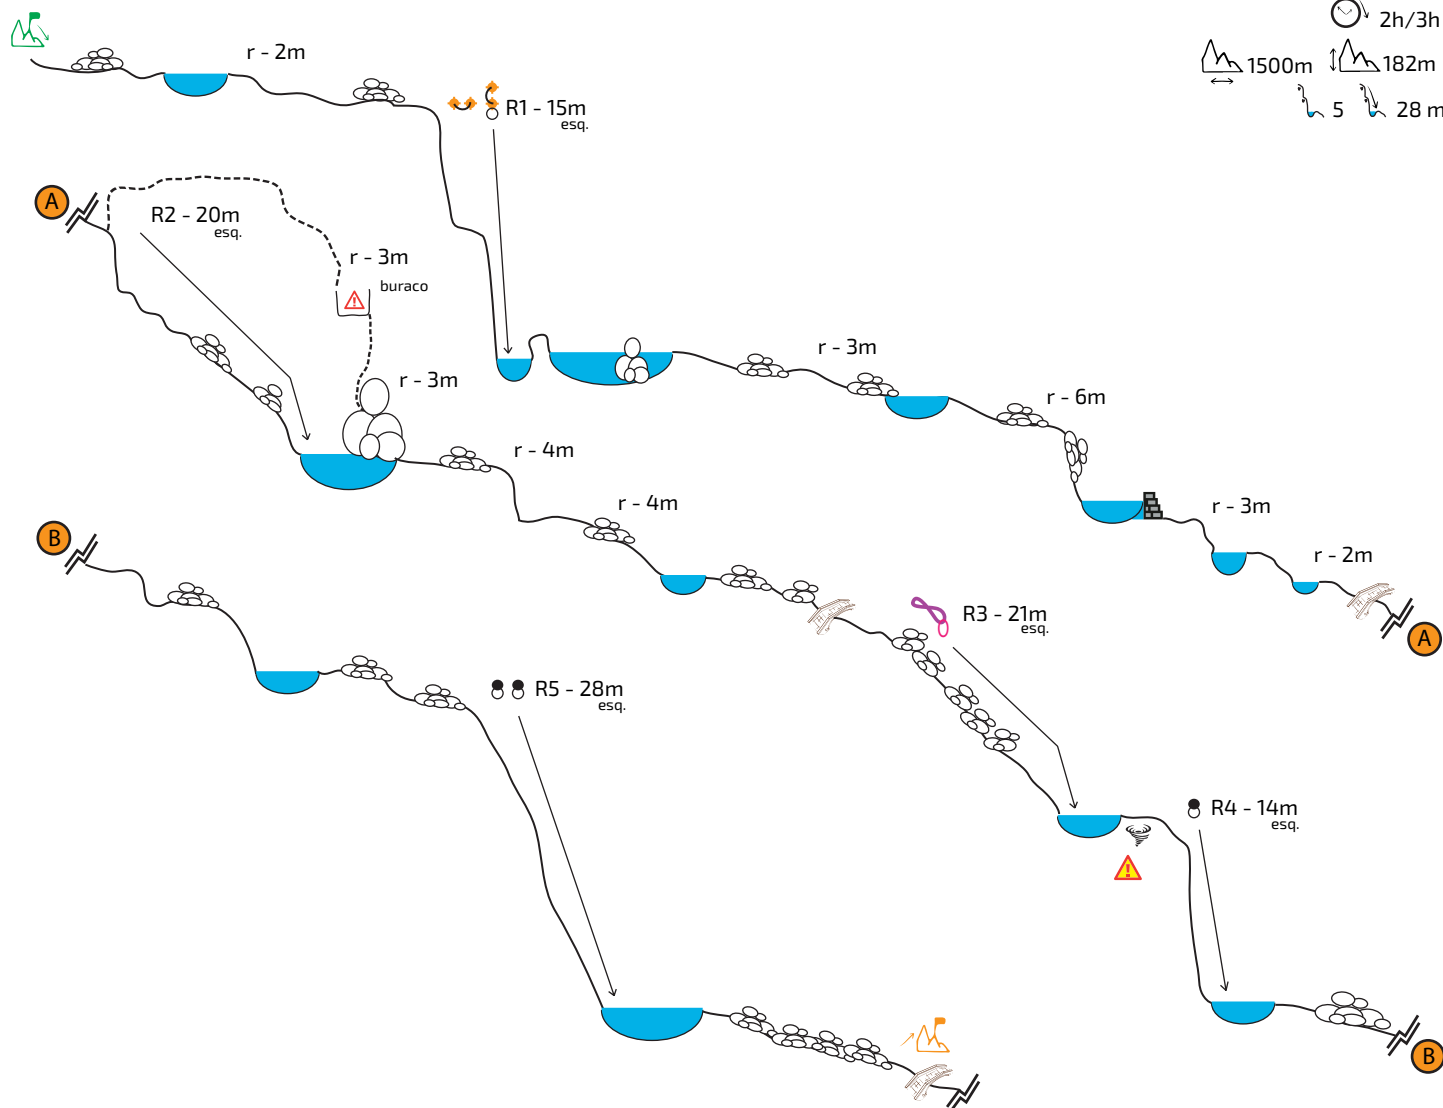 2h/3h
1500m 182m
5 28 m
r - 2m
R1 - 15m
esq.
A
R2 - 20m
esq.
r - 3m
buraco
r - 3m
r - 3m
r - 6m
r - 4m
r - 4m
r - 3m
r - 2m
A
B
R3 - 21m
esq.
R5 - 28m
esq.
R4 - 14m
esq.
B